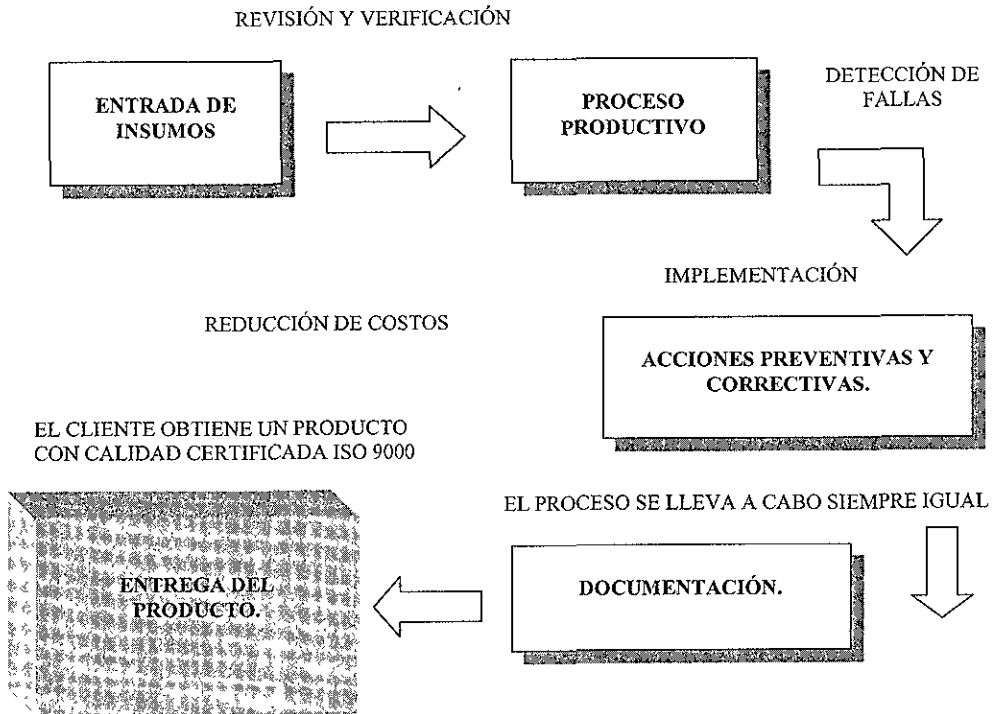 REVISIÓN Y VERIFICACIÓN
ENTRADA DE
INSUMOS
PROCESO
PRODUCTIVO
DETECCIÓN DE
FALLAS
IMPLEMENTACIÓN
REDUCCIÓN DE COSTOS
ACCIONES PREVENTIVAS Y
CORRECTIVAS.
EL CLIENTE OBTIENE UN PRODUCTO
CON CALIDAD CERTIFICADA ISO 9000
EL PROCESO SE LLEVA A CABO SIEMPRE IGUAL
DOCUMENTACIÓN.
ENTREGA DEL
PRODUCTO.